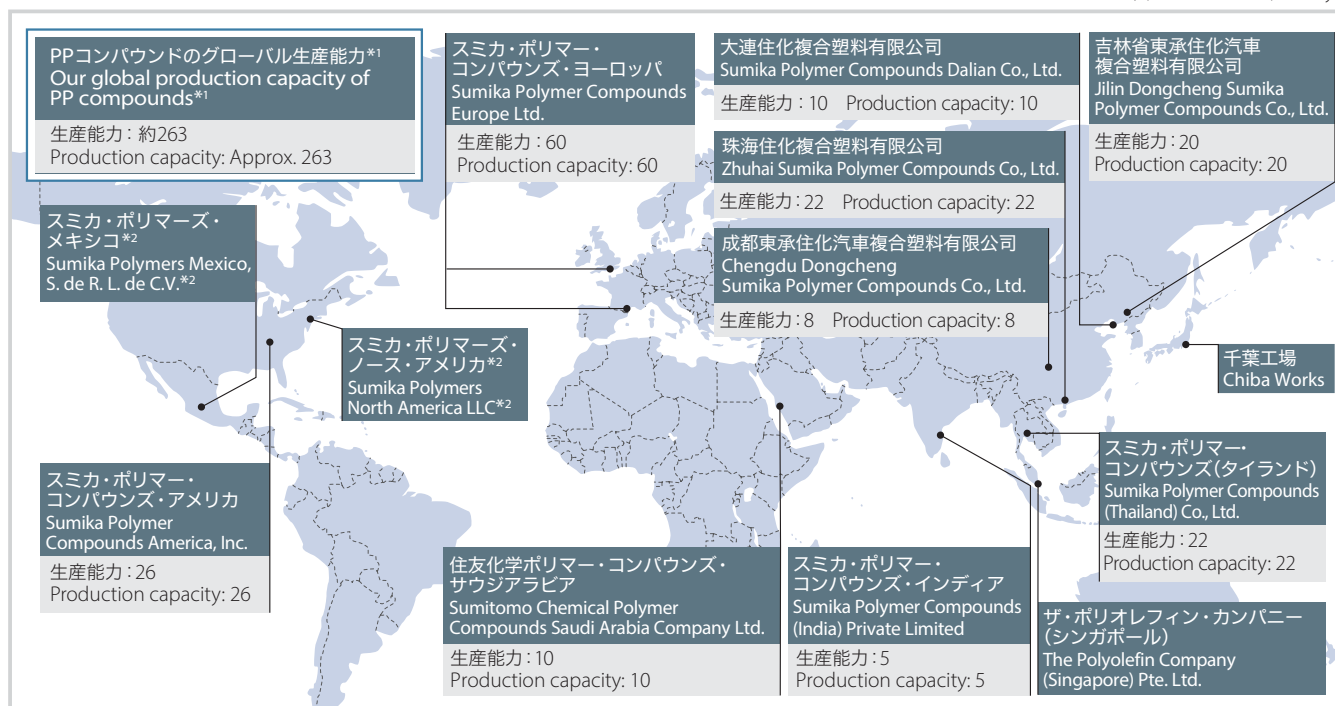 PPコンパウンドのグローバル生産能力*1
Our global production capacity of
PP compounds*1
生産能力：約263
Production capacity: Approx. 263
スミカ・ポリマー・
コンパウンズ・ヨーロッパ
Sumika Polymer Compounds
Europe Ltd.
生産能力：60
Production capacity: 60
大連住化複合塑料有限公司
Sumika Polymer Compounds Dalian Co., Ltd.
生産能力：10 Production capacity: 10
吉林省東承住化汽車
複合塑料有限公司
Jilin Dongcheng Sumika
Polymer Compounds Co., Ltd.
生産能力：20
Production capacity: 20
珠海住化複合塑料有限公司
Zhuhai Sumika Polymer Compounds Co., Ltd.
生産能力：22 Production capacity: 22
成都東承住化汽車複合塑料有限公司
Chengdu Dongcheng
Sumika Polymer Compounds Co., Ltd.
生産能力：8 Production capacity: 8
スミカ・ポリマーズ・
メキシコ*2
Sumika Polymers Mexico,
S. de R. L. de C.V.*2
スミカ・ポリマーズ・
ノース・アメリカ*2
Sumika Polymers
North America LLC*2
千葉工場
Chiba Works
スミカ・ポリマー・
コンパウンズ・アメリカ
Sumika Polymer
Compounds America, Inc.
生産能力：26
Production capacity: 26
スミカ・ポリマー・
コンパウンズ（タイランド）
Sumika Polymer Compounds
(Thailand) Co., Ltd.
生産能力：22
Production capacity: 22
住友化学ポリマー・コンパウンズ・
サウジアラビア
Sumitomo Chemical Polymer
Compounds Saudi Arabia Company Ltd.
生産能力：10
Production capacity: 10
スミカ・ポリマー・
コンパウンズ・インディア
Sumika Polymer Compounds
(India) Private Limited
生産能力：5
Production capacity: 5
ザ・ポリオレフィン・カンパニー
（シンガポール）
The Polyolefin Company
(Singapore) Pte. Ltd.